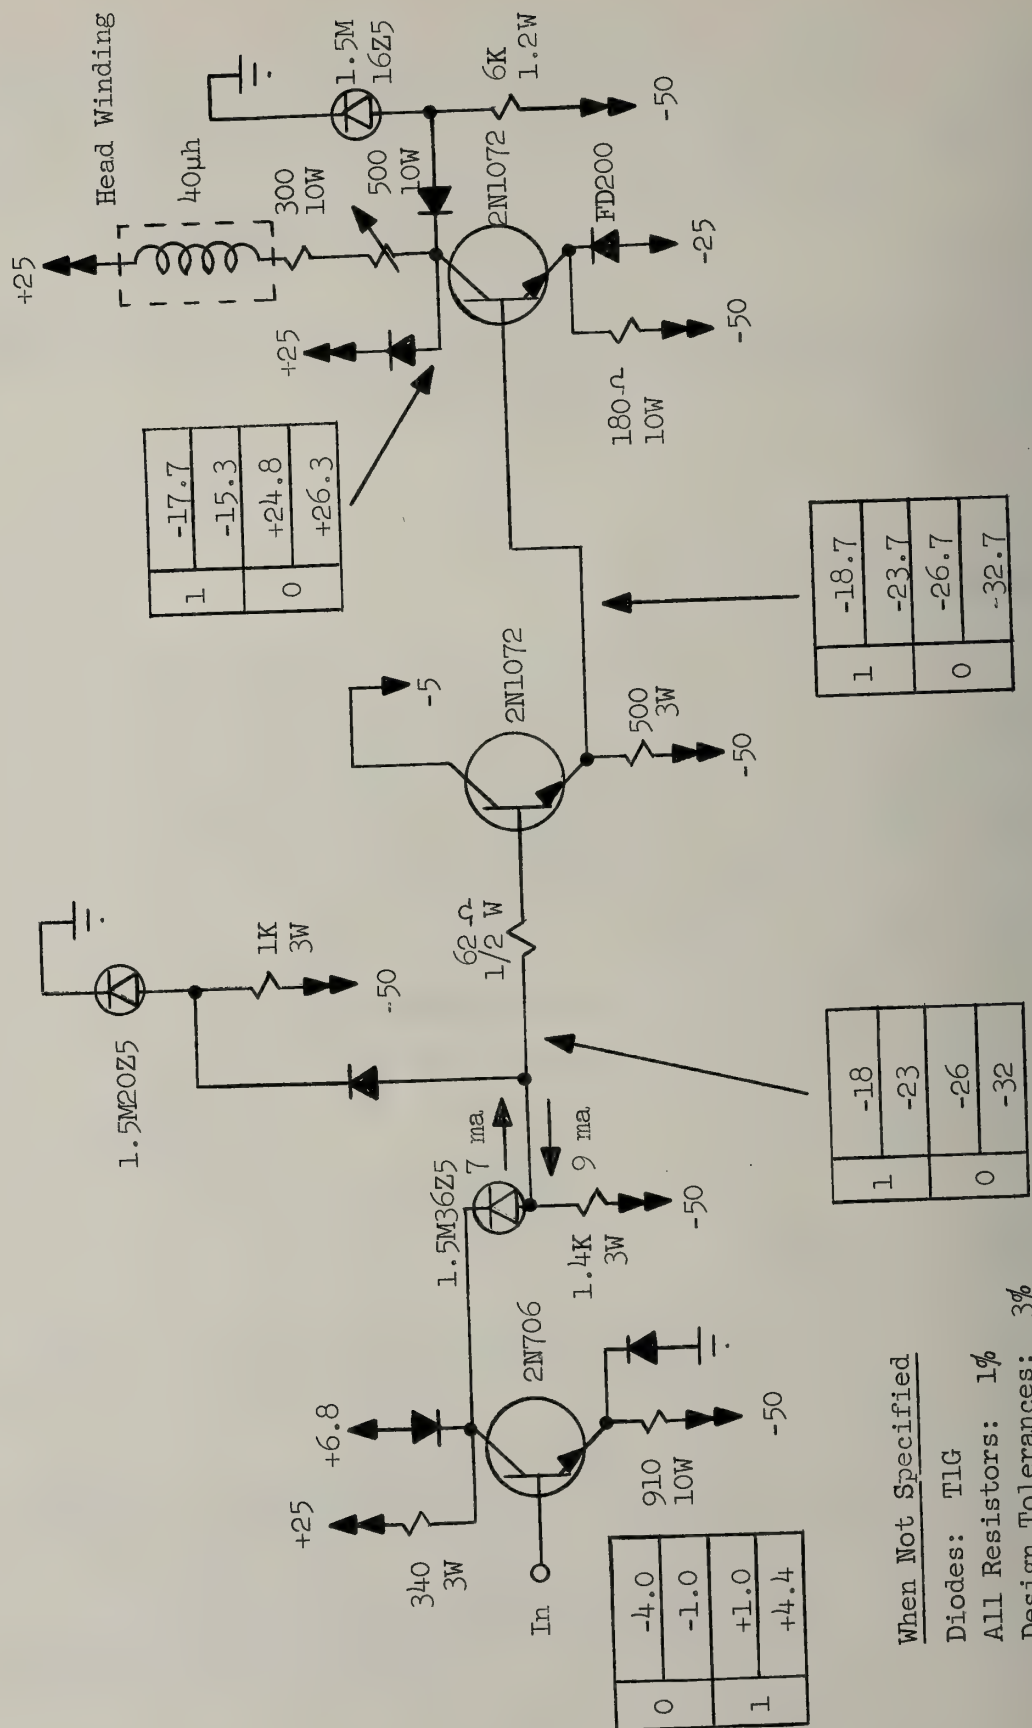 Head Winding
+25
40μh
300
10W
500
10W
+25
1.5M
16Z5
6K
1.2W
-50
2N1072
FD200
-25
180Ω
10W
-50
1
-17.7
-15.3
0
+24.8
+26.3
1.5M20Z5
1K
3W
-50
-5
2N1072
62Ω
1/2 W
500
3W
-50
1
-18.7
-23.7
0
-26.7
-32.7
1.5M36Z5
7 ma
9 ma
1.4K
3W
-50
1
-18
-23
0
-26
-32
+25
+6.8
340
3W
2N706
In
910
10W
-50
0
-4.0
-1.0
1
+1.0
+4.4
When Not Specified
Diodes: T1G
All Resistors: 1%
Design Tolerances: 3%